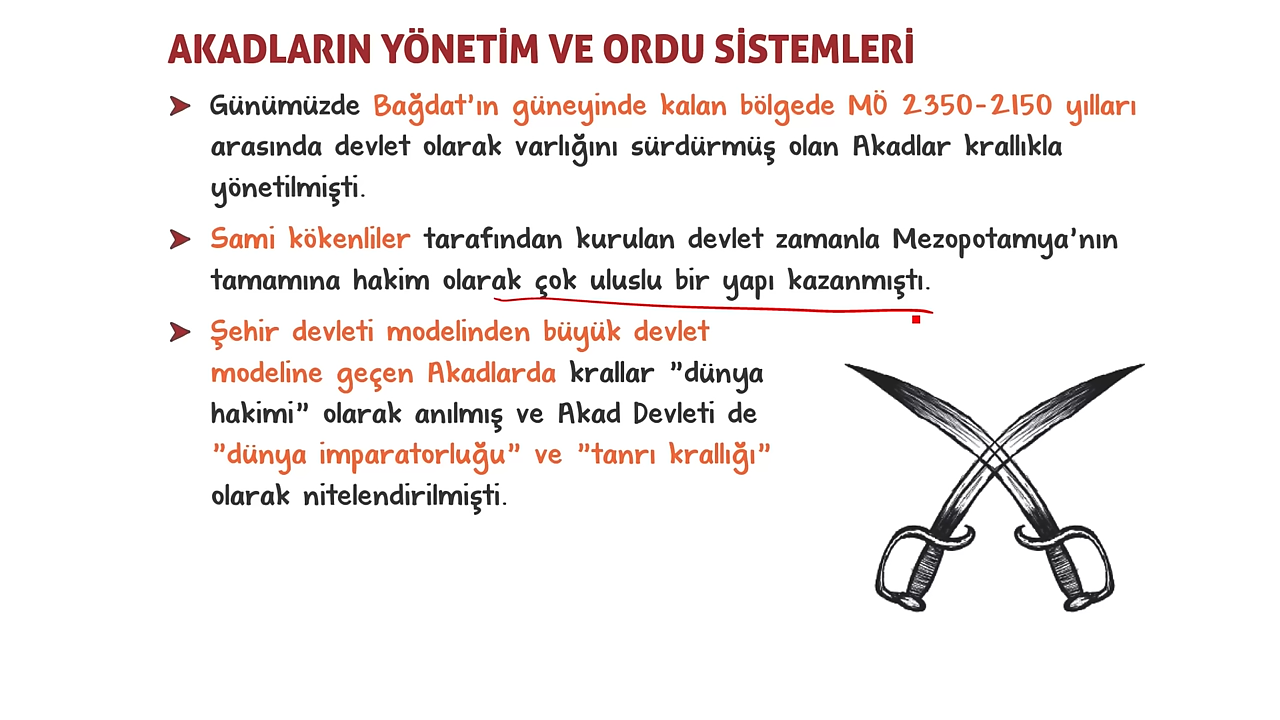 AKADLARIN YÖNETİM VE ORDU SİSTEMLERİ
➤ Günümüzde Bağdat'ın güneyinde kalan bölgede MÖ 2350-2150 yılları
arasında devlet olarak varlığını sürdürmüş olan Akadlar krallıkla
yönetilmişti.
➤ Sami kökenliler tarafından kurulan devlet zamanla Mezopotamya'nın
tamamına hakim olarak çok uluslu bir yapı kazanmıştı.
➤ Şehir devleti modelinden büyük devlet
modeline geçen Akadlarda krallar "dünya
hakimi" olarak anılmış ve Akad Devleti de
"dünya imparatorluğu" ve "tanrı krallığı"
olarak nitelendirilmişti.